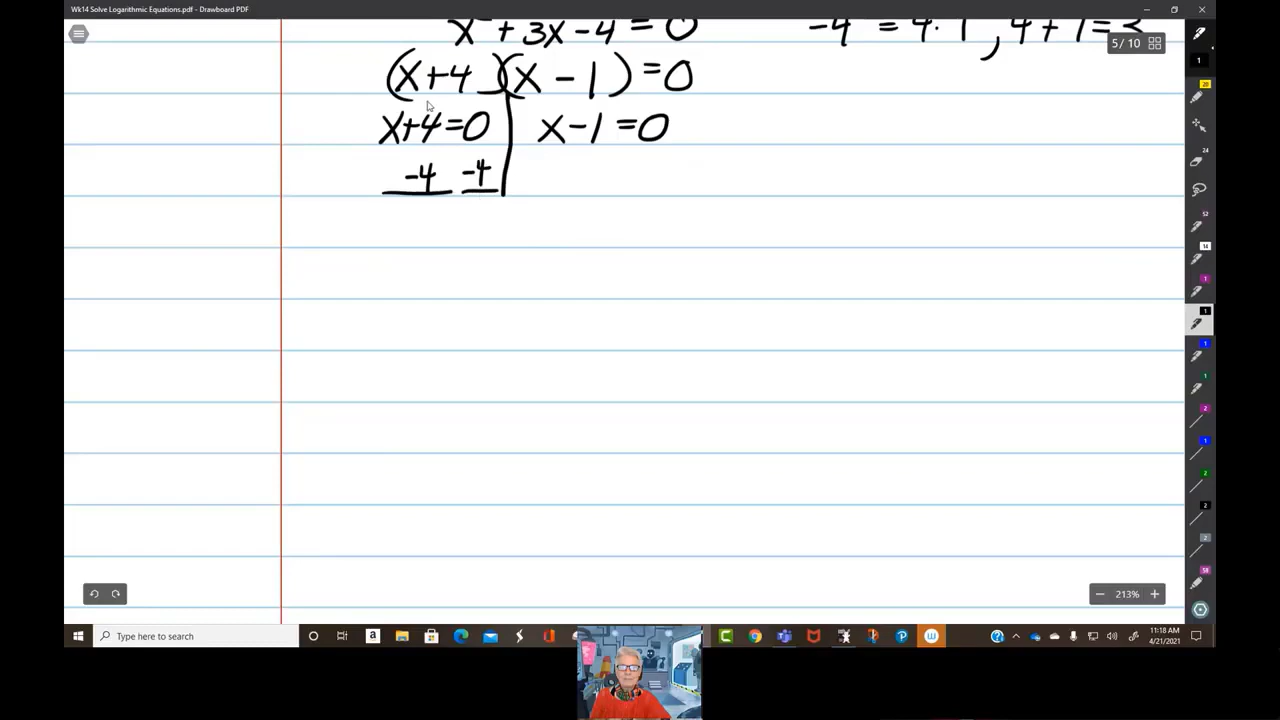 Wk14 Solve Logarithmic Equations.pdf - Drawboard PDF
x² + 3x - 4 = 0
-4 = 4 · 1, 4 + 1 = 3
5 / 10
(x + 4)(x - 1) = 0
x + 4 = 0 | x - 1 = 0
-4 -4
213%
Type here to search
11:18 AM
4/21/2021